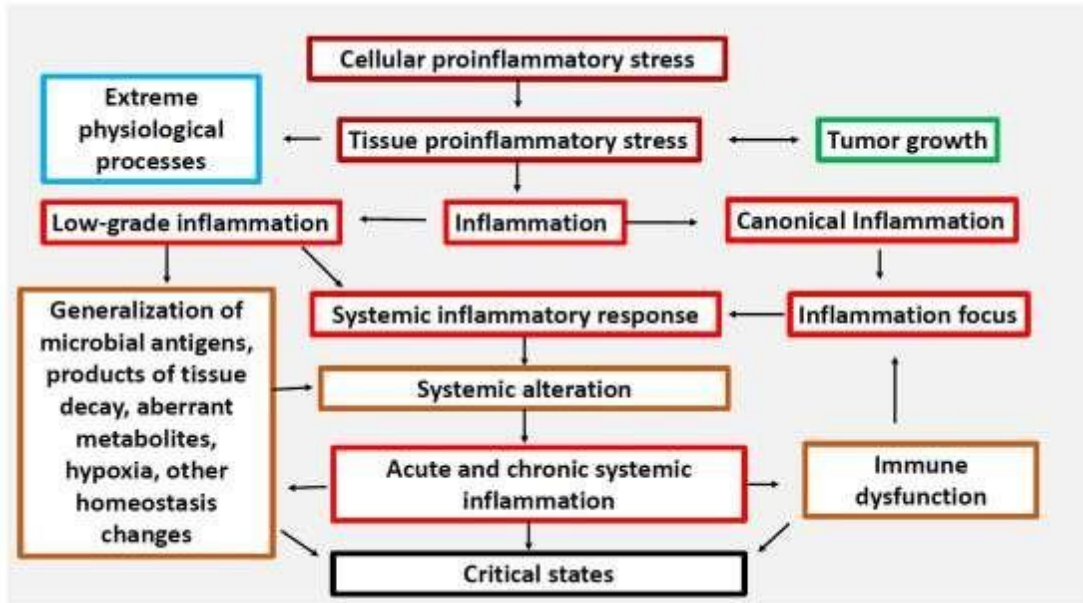 Cellular proinflammatory stress
Extreme
physiological
processes
Tissue proinflammatory stress
Tumor growth
Low-grade inflammation
Inflammation
Canonical Inflammation
Generalization of
microbial antigens,
products of tissue
decay, aberrant
metabolites,
hypoxia, other
homeostasis
changes
Systemic inflammatory response
Inflammation focus
Systemic alteration
Acute and chronic systemic
inflammation
Immune
dysfunction
Critical states